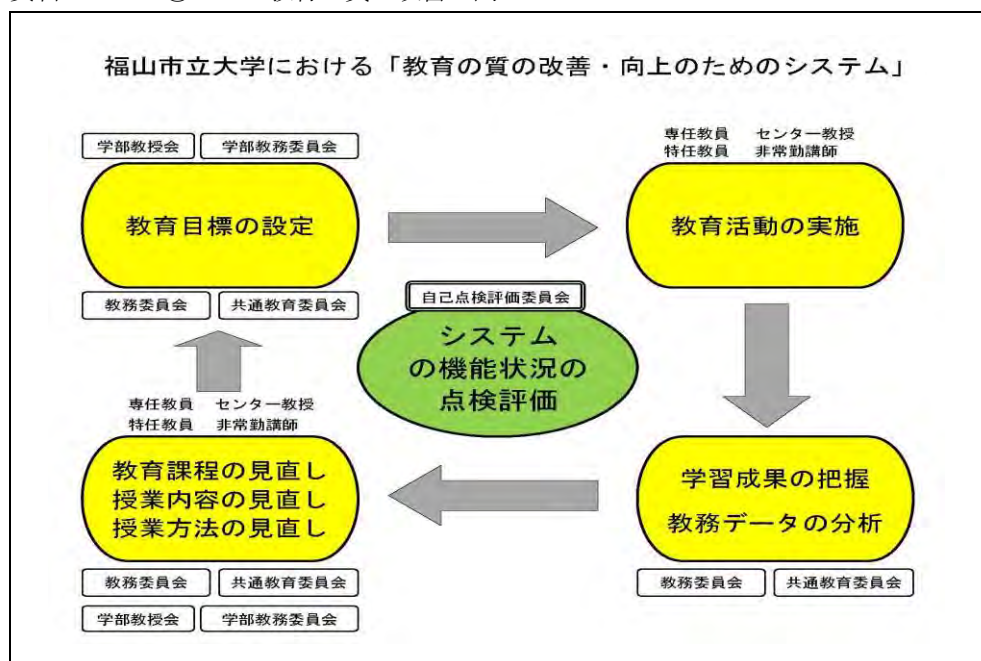 福山市立大学における「教育の質の改善・向上のためのシステム」
学部教授会 学部教務委員会
教育目標の設定
教務委員会 共通教育委員会
専任教員 センター教授
特任教員 非常勤講師
教育活動の実施
自己点検評価委員会
システム
の機能状況の
点検評価
専任教員 センター教授
特任教員 非常勤講師
教育課程の見直し
授業内容の見直し
授業方法の見直し
教務委員会 共通教育委員会
学部教授会 学部教務委員会
学習成果の把握
教務データの分析
教務委員会 共通教育委員会